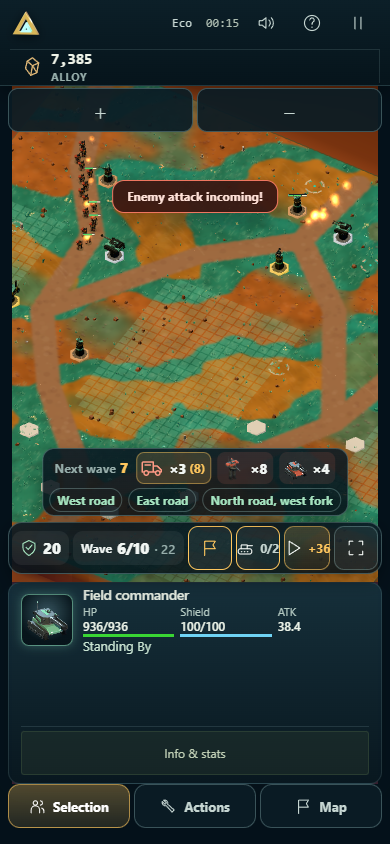 Eco 00:15
7,385
ALLOY
+ −
Enemy attack incoming!
Next wave 7 ×3 (8) ×8 ×4
West road East road North road, west fork
20 Wave 6/10 · 22 0/2 +36
Field commander
HP Shield ATK
936/936 100/100 38.4
Standing By
Info & stats
Selection Actions Map